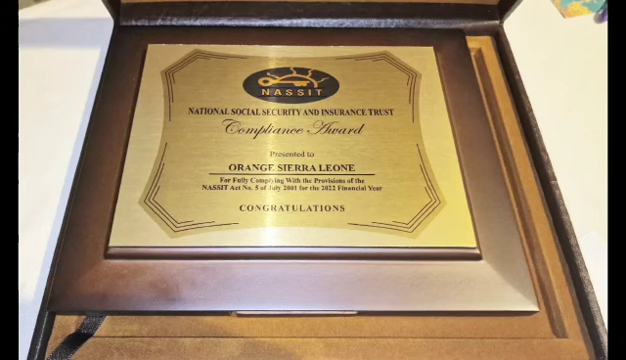 NASSIT
NATIONAL SOCIAL SECURITY AND INSURANCE TRUST
Compliance Award
Presented to
ORANGE SIERRA LEONE
For Fully Complying With the Provisions of the
NASSIT Act No. 5 of July 2001 for the 2022 Financial Year
CONGRATULATIONS